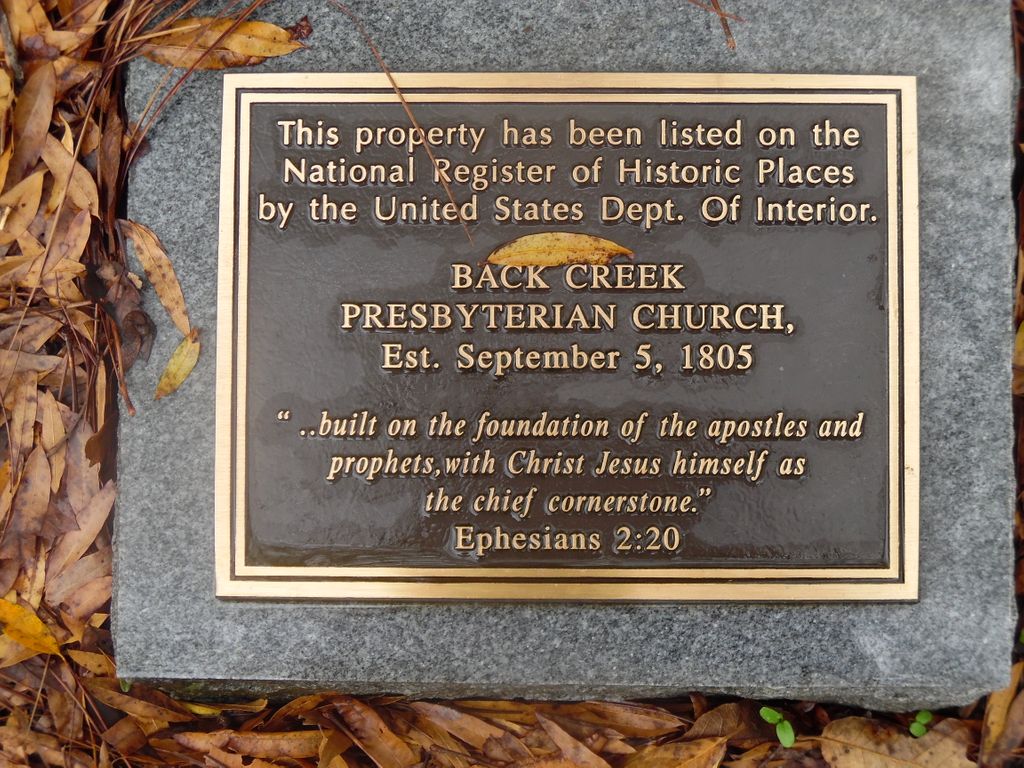 This property has been listed on the
National Register of Historic Places
by the United States Dept. Of Interior.
BACK CREEK
PRESBYTERIAN CHURCH,
Est. September 5, 1805
“ ..built on the foundation of the apostles and
prophets,with Christ Jesus himself as
the chief cornerstone.”
Ephesians 2:20